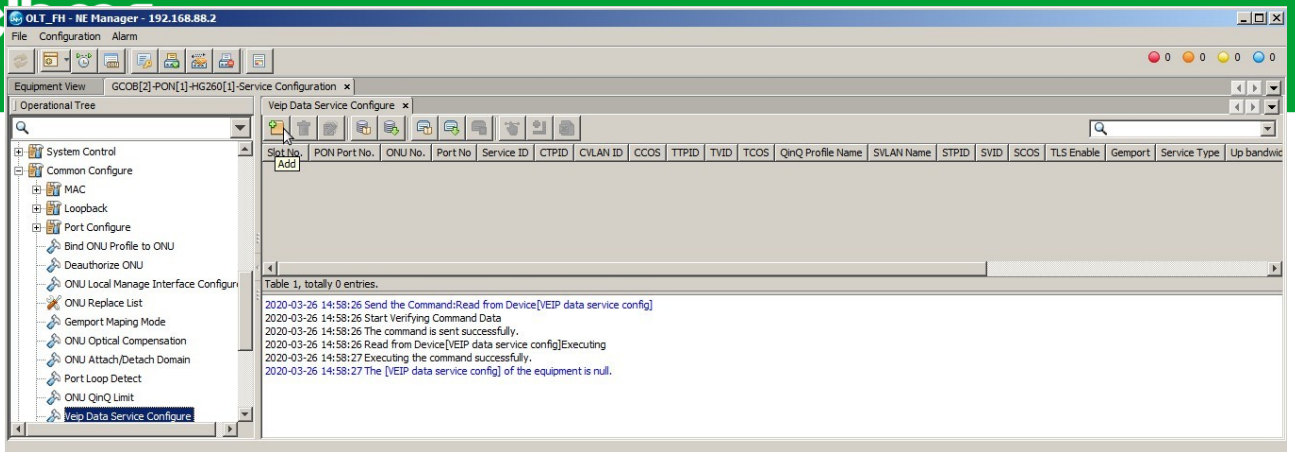 OLT_FH - NE Manager - 192.168.88.2
File Configuration Alarm
0 0 0 0
Equipment View GCOB[2]-PON[1]-HG260[1]-Service Configuration
Operational Tree
Veip Data Service Configure
System Control
Common Configure
MAC
Loopback
Port Configure
Bind ONU Profile to ONU
Deauthorize ONU
ONU Local Manage Interface Configur
ONU Replace List
Gemport Maping Mode
ONU Optical Compensation
ONU Attach/Detach Domain
Port Loop Detect
ONU QinQ Limit
Veip Data Service Configure
Slot No. PON Port No. ONU No. Port No Service ID CTPID CVLAN ID CCOS TTPID TVID TCOS QinQ Profile Name SVLAN Name STPID SVID SCOS TLS Enable Gemport Service Type Up bandwid
Add
Table 1, totally 0 entries.
2020-03-26 14:58:26 Send the Command:Read from Device[VEIP data service config]
2020-03-26 14:58:26 Start Verifying Command Data
2020-03-26 14:58:26 The command is sent successfully.
2020-03-26 14:58:26 Read from Device[VEIP data service config]Executing
2020-03-26 14:58:27 Executing the command successfully.
2020-03-26 14:58:27 The [VEIP data service config] of the equipment is null.